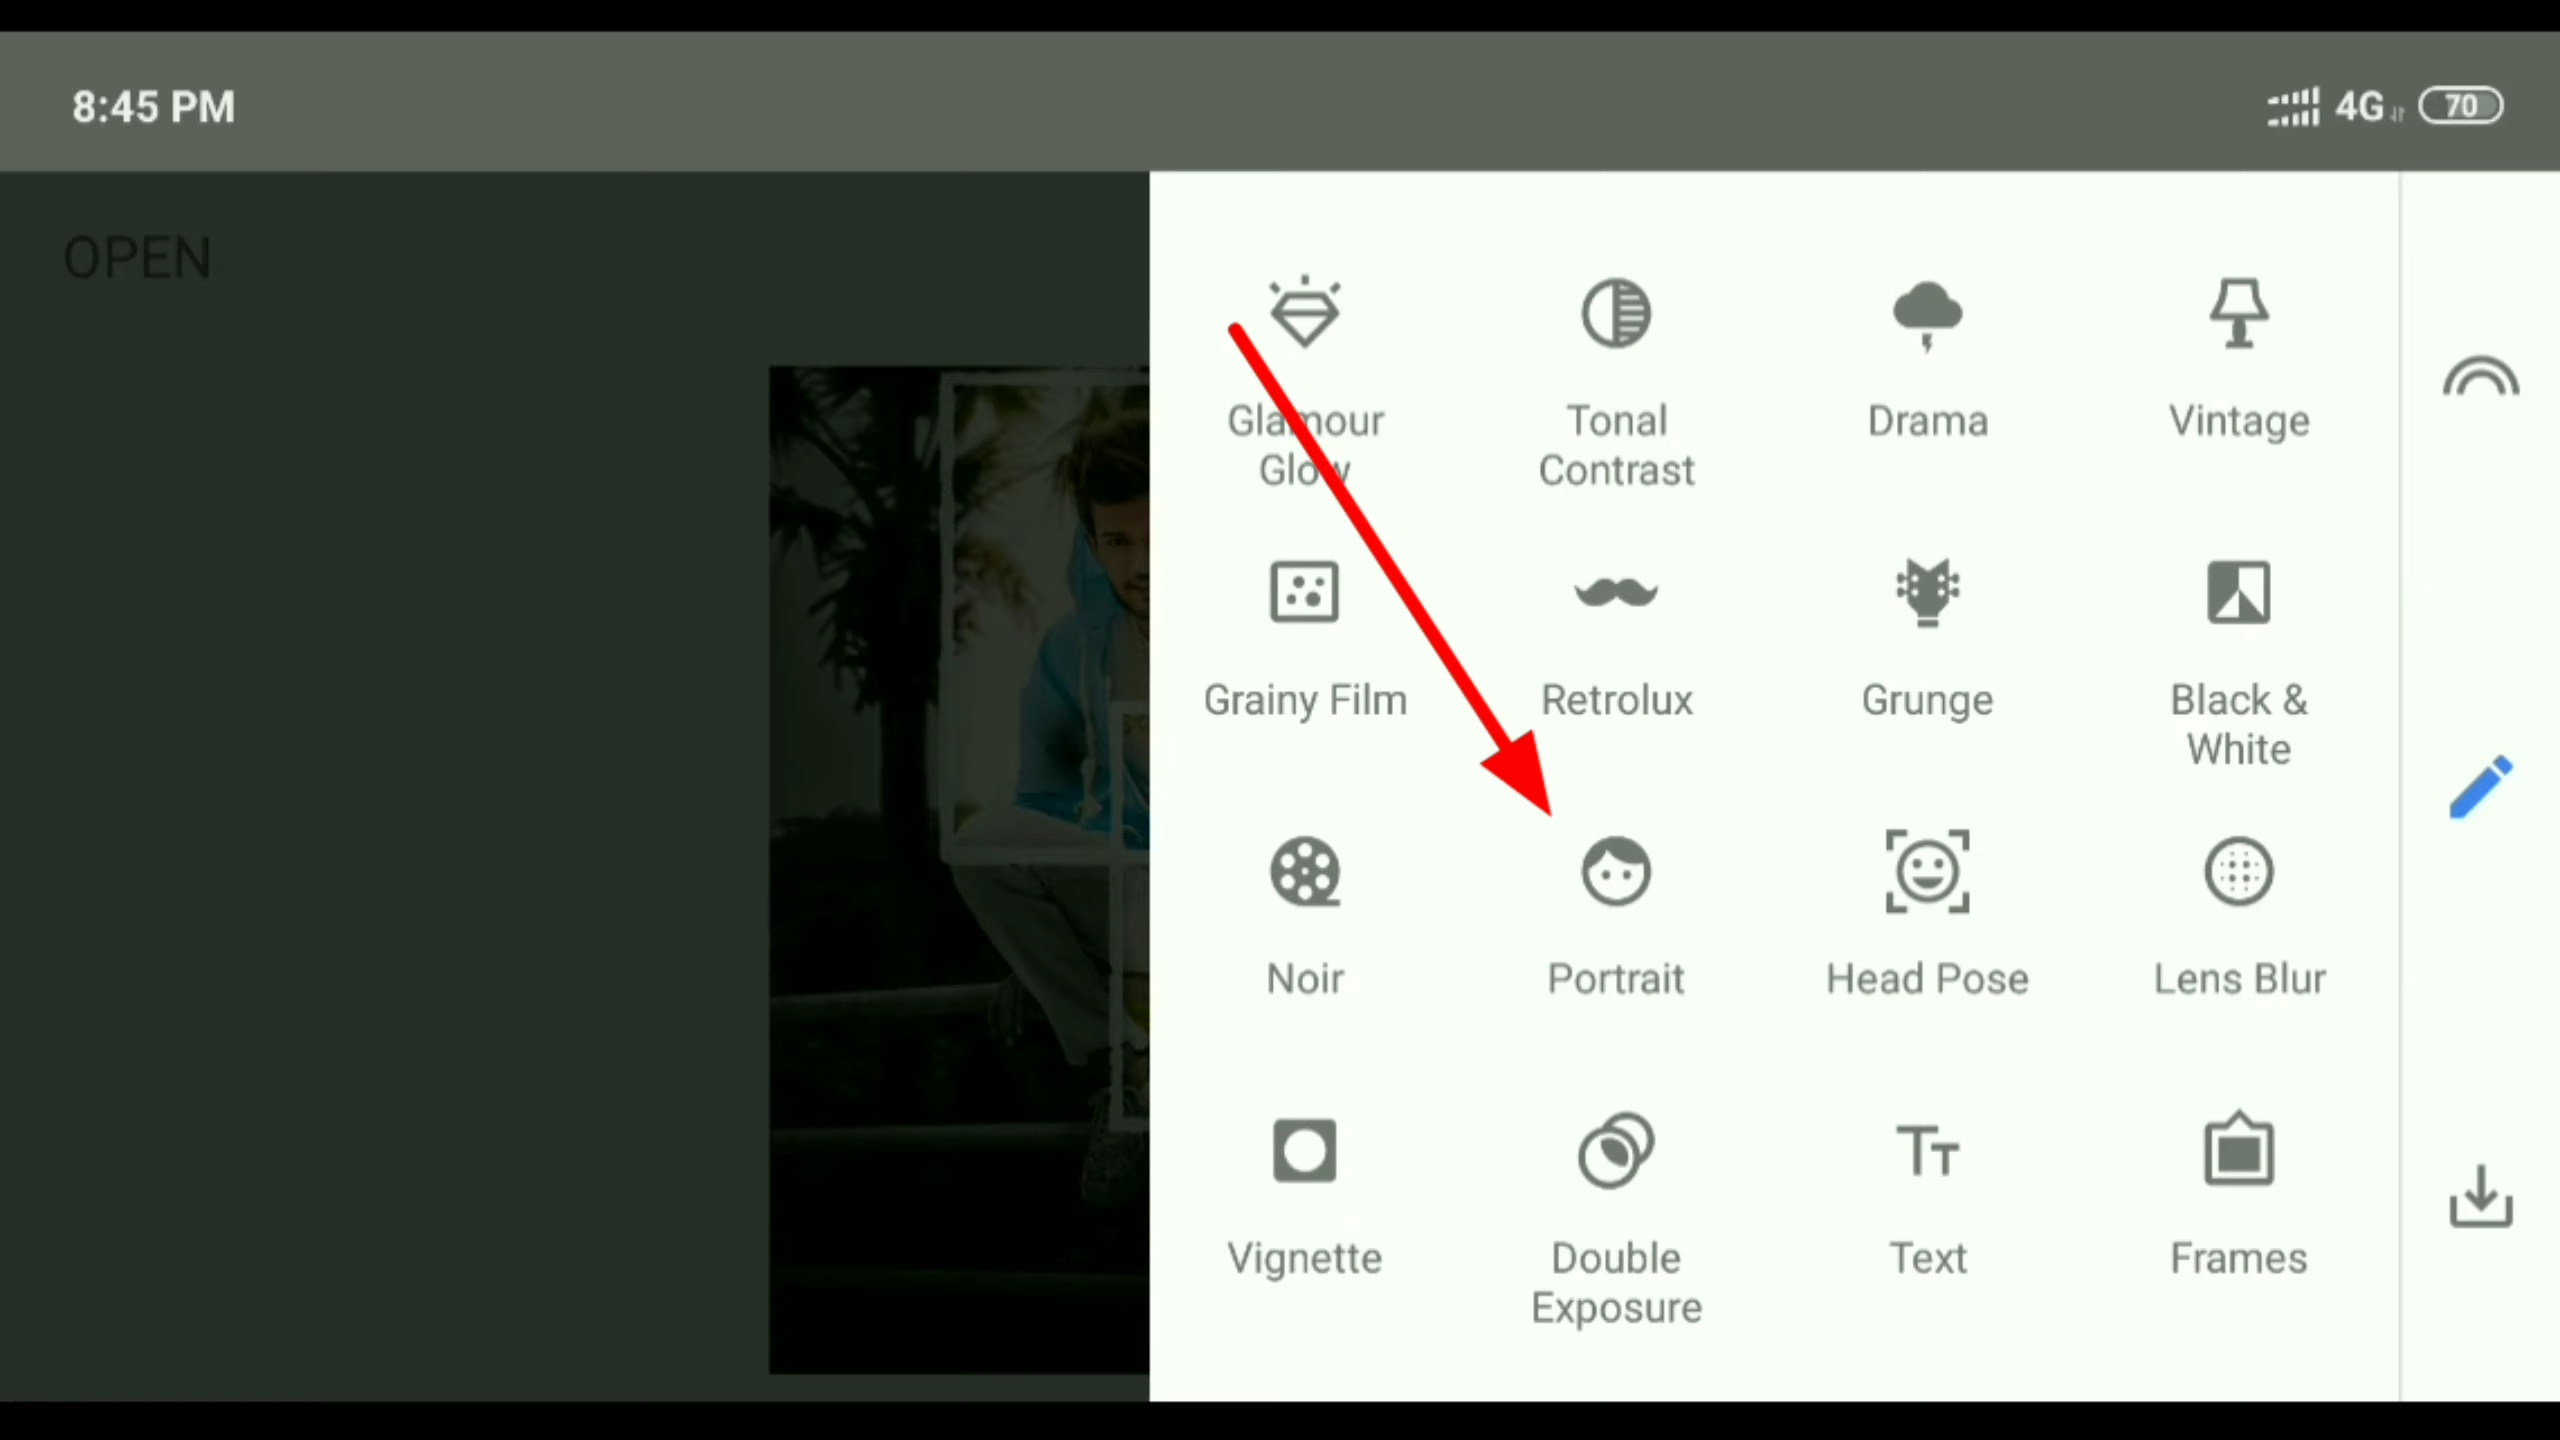 8:45 PM
4G
70
OPEN
Glamour
Glow
Tonal
Contrast
Drama
Vintage
Grainy Film
Retrolux
Grunge
Black &
White
Noir
Portrait
Head Pose
Lens Blur
Vignette
Double
Exposure
Text
Frames